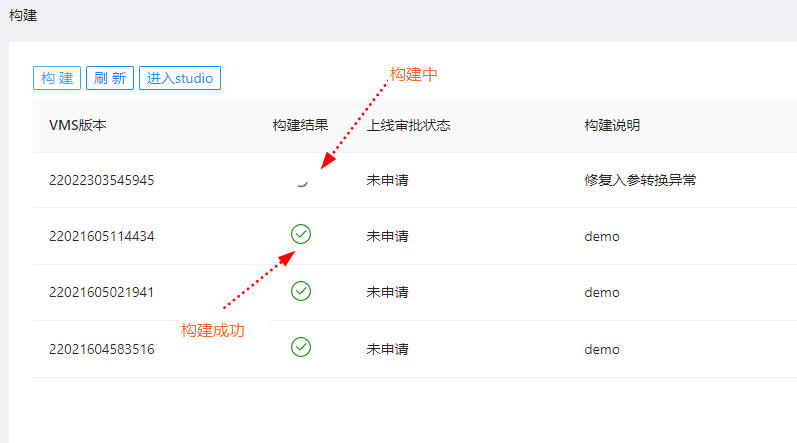 构建
构 建 刷 新 进入studio
构建中
VMS版本 构建结果 上线审批状态 构建说明
22022303545945 未申请 修复入参转换异常
22021605114434 未申请 demo
22021605021941 未申请 demo
构建成功
22021604583516 未申请 demo